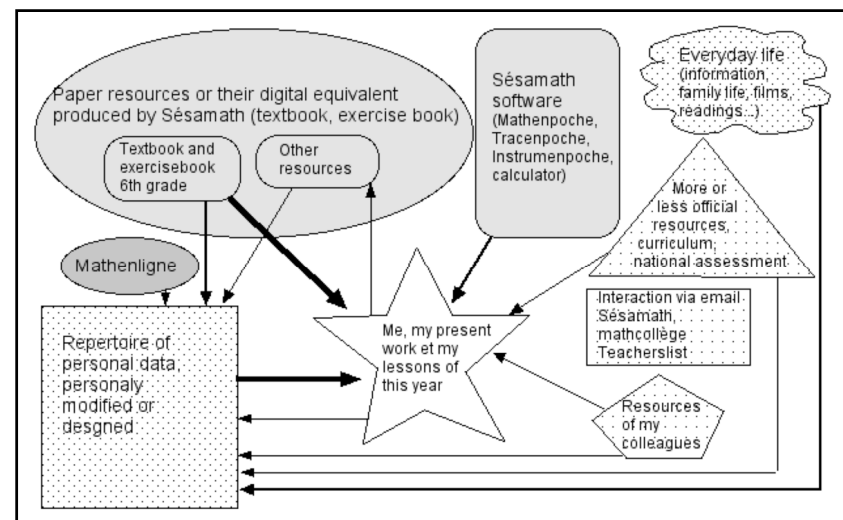 Paper resources or their digital equivalent
produced by Sésamath (textbook, exercise book)
Textbook and
exercisebook
6th grade
Other
resources
Sésamath
software
(Mathenpoche,
Tracenpoche,
Instrumenpoche,
calculator)
Everyday life
(information,
family life, films,
readings...)
More or
less official
resources,
curriculum,
national assessment
Mathenligne
Interaction via email
Sésamath,
mathcollège
Teacherslist
Repertoire of
personal data,
personaly
modified or
desgned
Me, my present
work et my
lessons of
this year
Resources
of my
colleagues